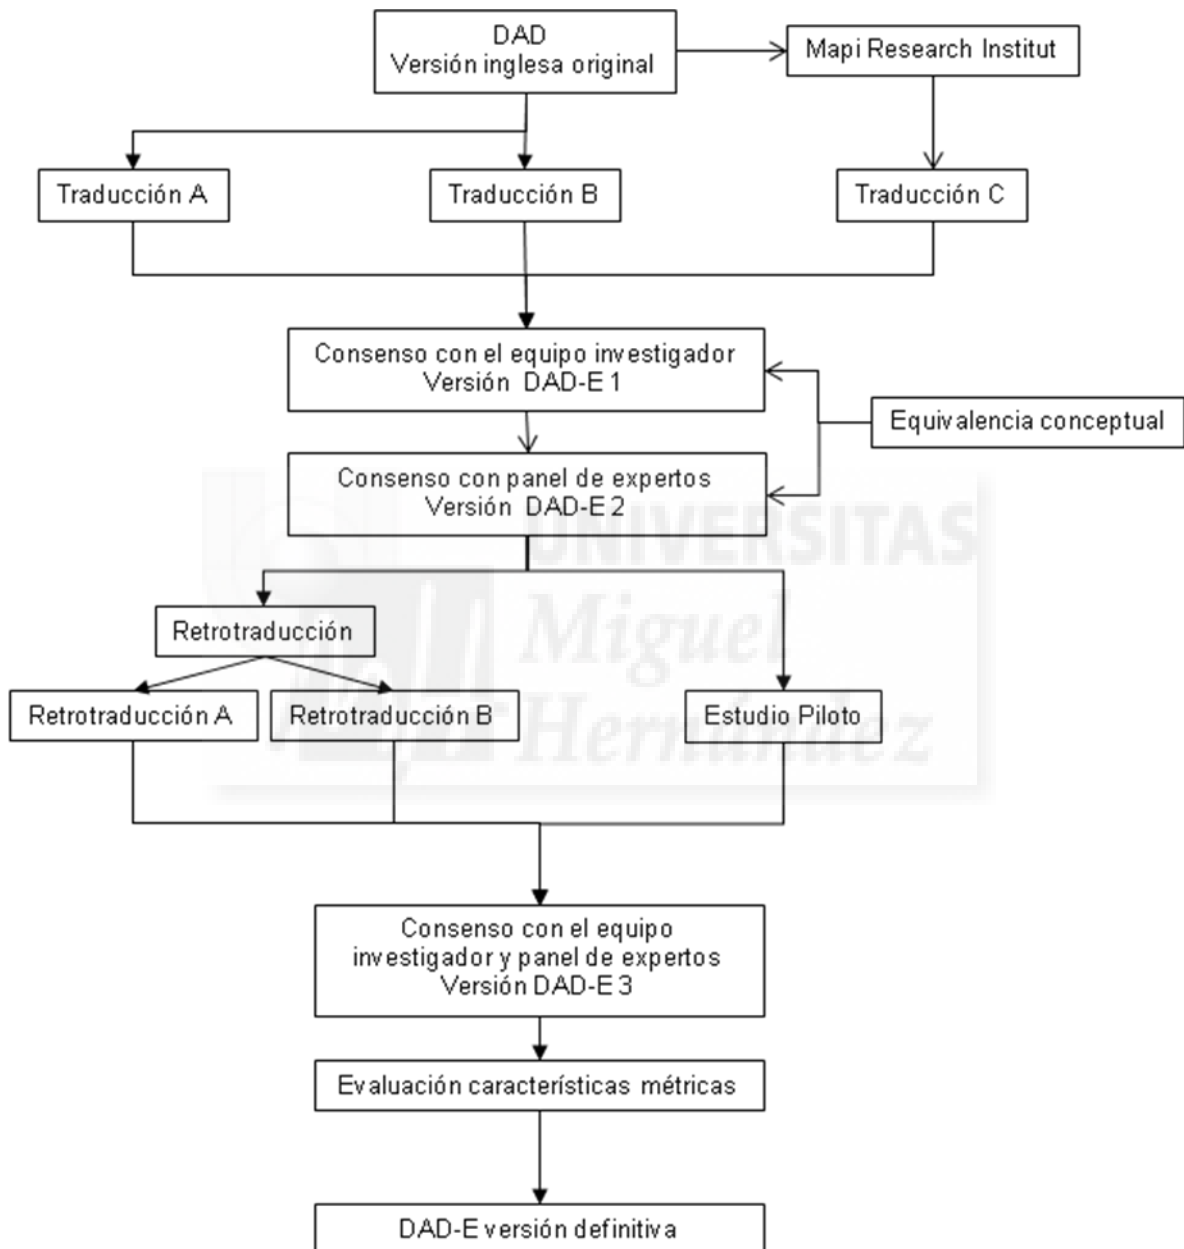 DAD
Versión inglesa original
Mapi Research Institut
Traducción A
Traducción B
Traducción C
Consenso con el equipo investigador
Versión DAD-E 1
Equivalencia conceptual
Consenso con panel de expertos
Versión DAD-E 2
UNIVERSITAS
Miguel
Hernández
Retrotraducción
Retrotraducción A
Retrotraducción B
Estudio Piloto
Consenso con el equipo
investigador y panel de expertos
Versión DAD-E 3
Evaluación características métricas
DAD-E versión definitiva